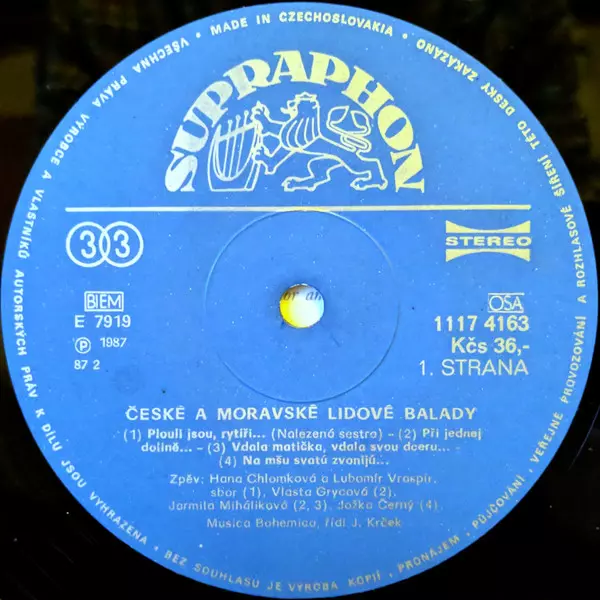 VŠECHNA PRÁVA VÝROBCE A VLASTNÍKŮ AUTORSKÝCH PRÁV K DÍLU JSOU VYHRAZENA • BEZ SOUHLASU JE VÝROBA KOPIÍ, PRONÁJEM, PŮJČOVÁNÍ, VEŘEJNÉ PROVOZOVÁNÍ A ROZHLASOVÉ ŠÍŘENÍ TÉTO DESKY ZAKÁZÁNO • MADE IN CZECHOSLOVAKIA •
SUPRAPHON
33
STEREO
BIEM
E 7919
Ⓟ 1987
87 2
OSA
1117 4163
Kčs 36,-
1. STRANA
ČESKÉ A MORAVSKÉ LIDOVÉ BALADY
(1) Plouli jsou, rytíři... (Nalezená sestra) – (2) Při jednej
dolině... – (3) Vdala matička, vdala svou dceru... –
(4) Na mšu svatú zvonijú...
Zpěv: Hana Chlomková a Lubomír Vraspír,
sbor (1), Vlasta Grycová (2),
Jarmila Miháliková (2, 3), Jožka Černý (4).
Musica Bohemica, řídí J. Krček